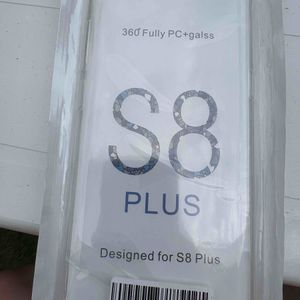 360° Fully PC+galss
S8
PLUS
Designed for S8 Plus